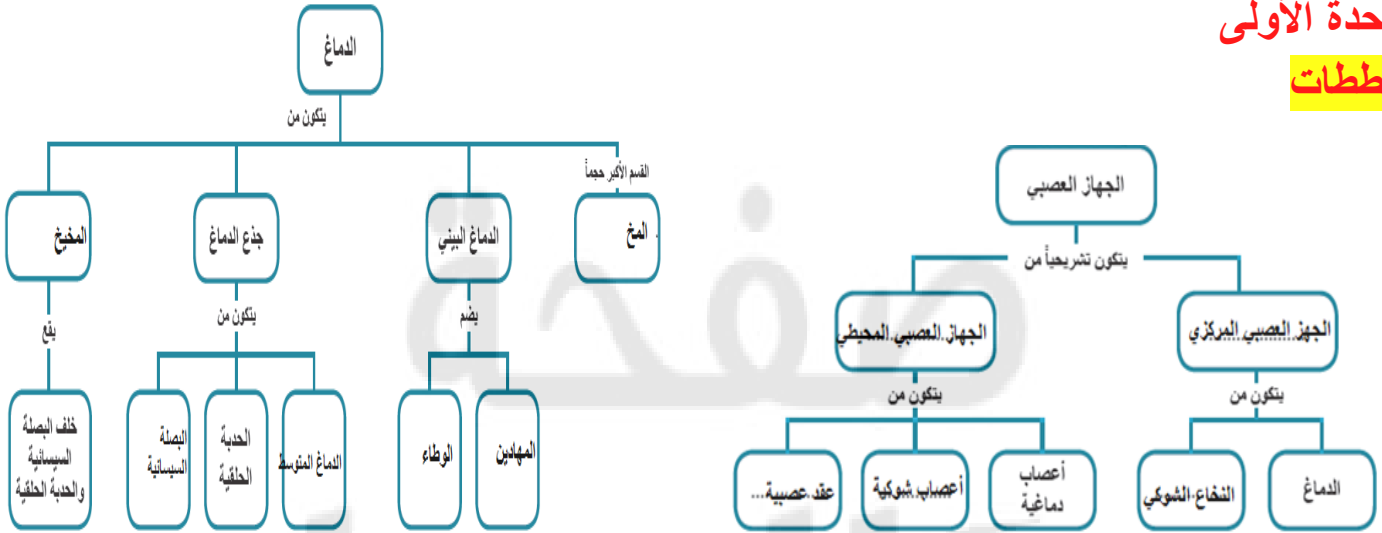 حدة الاولى
ططات
الجهاز العصبي
يتكون تشريحياً من
الجهز العصبي المركزي
الجهاز العصبي المحيطي
يتكون من
يتكون من
الدماغ
النخاع الشوكي
أعصاب
دماغية
أعصاب شوكية
عقد عصبية...
الدماغ
يتكون من
القسم الأكبر حجماً
المخ
الدماغ البيني
جذع الدماغ
المخيخ
يضم
يتكون من
يقع
المهادين
الوطاء
الدماغ المتوسط
الحدبة
الحلقية
البصلة
السيسائية
خلف البصلة
السيسائية
والحدبة الحلقية
صفحة